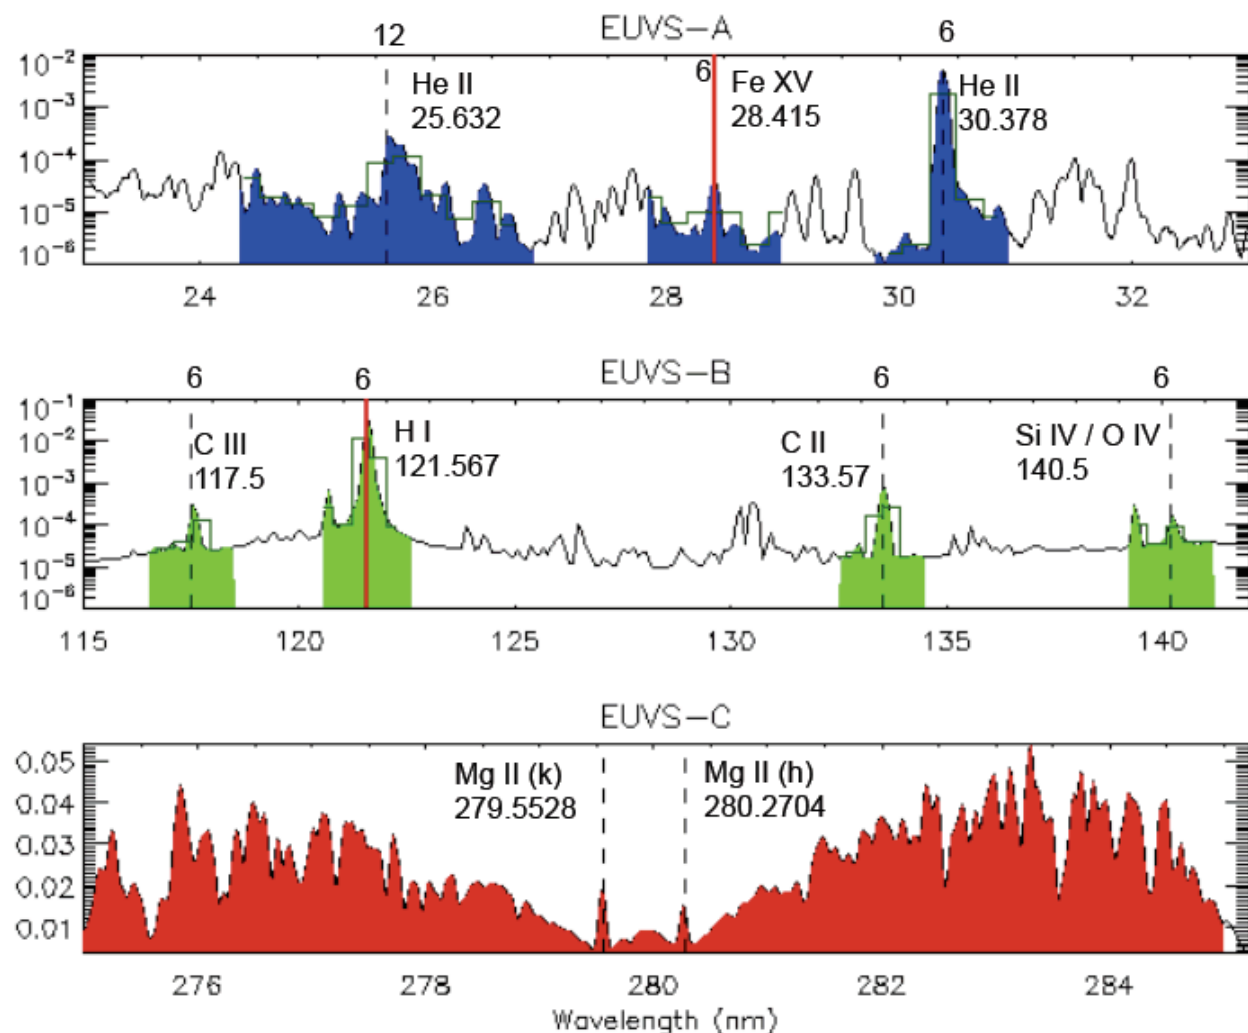 EUVS-A
12
6
6
He II
25.632
Fe XV
28.415
He II
30.378
10⁻²
10⁻³
10⁻⁴
10⁻⁵
10⁻⁶
24 26 28 30 32
EUVS-B
6
6
6
6
C III
117.5
H I
121.567
C II
133.57
Si IV / O IV
140.5
10⁻¹
10⁻²
10⁻³
10⁻⁴
10⁻⁵
10⁻⁶
115 120 125 130 135 140
EUVS-C
Mg II (k)
279.5528
Mg II (h)
280.2704
0.05
0.04
0.03
0.02
0.01
276 278 280 282 284
Wavelength (nm)